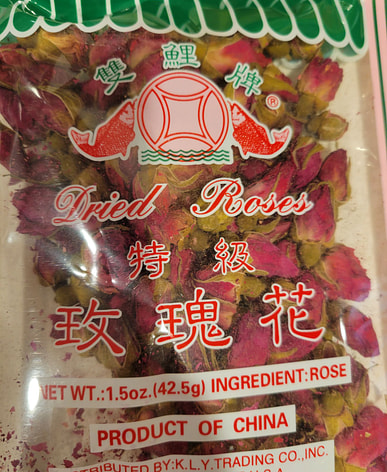 雙鯉牌
®
Dried Roses
特級
玫瑰花
NET WT.:1.5oz.(42.5g) INGREDIENT:ROSE
PRODUCT OF CHINA
BY:K.L.Y.TRADING CO.,INC.